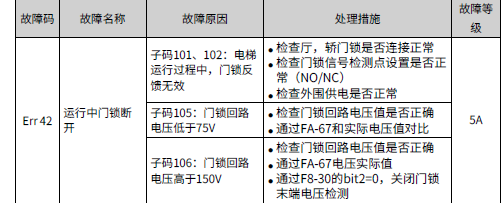 故障码 故障名称 故障原因 处理措施 故障等
级
Err 42
运行中门锁断
开
子码101、102：电梯
运行过程中，门锁反
馈无效
● 检查厅，轿门锁是否连接正常
● 检查门锁信号检测点设置是否正
常（NO/NC）
● 检查外围供电是否正常
子码105：门锁回路
电压低于75V
● 检查门锁回路电压值是否正确
● 通过FA-67和实际电压值对比
子码106：门锁回路
电压高于150V
● 检查门锁回路电压值是否正确
● 通过FA-67电压实际值
● 通过F8-30的bit2=0，关闭门锁
末端电压检测
5A